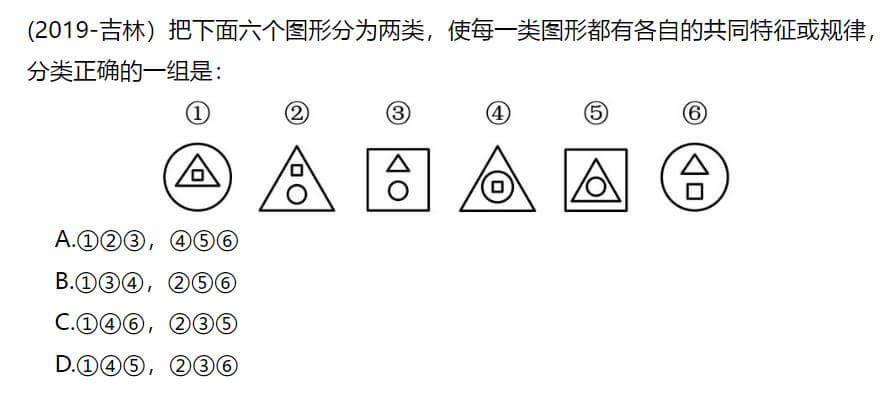 (2019-吉林）把下面六个图形分为两类，使每一类图形都有各自的共同特征或规律，
分类正确的一组是：
① ② ③ ④ ⑤ ⑥
A.①②③，④⑤⑥
B.①③④，②⑤⑥
C.①④⑥，②③⑤
D.①④⑤，②③⑥